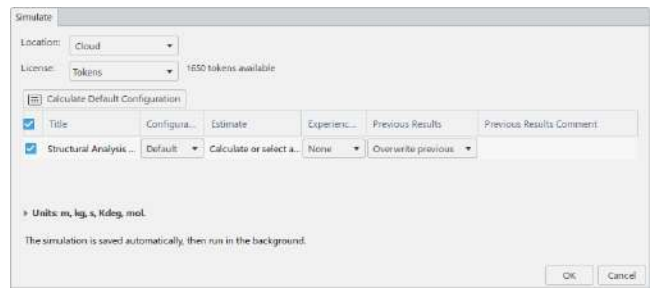 Simulate
Location: Cloud
License: Tokens 1650 tokens available
Calculate Default Configuration
Title Configura... Estimate Experienc... Previous Results Previous Results Comment
Structural Analysis ... Default Calculate or select a... None Overwrite previous
Units: m, kg, s, Kdeg, mol.
The simulation is saved automatically, then run in the background.
OK Cancel